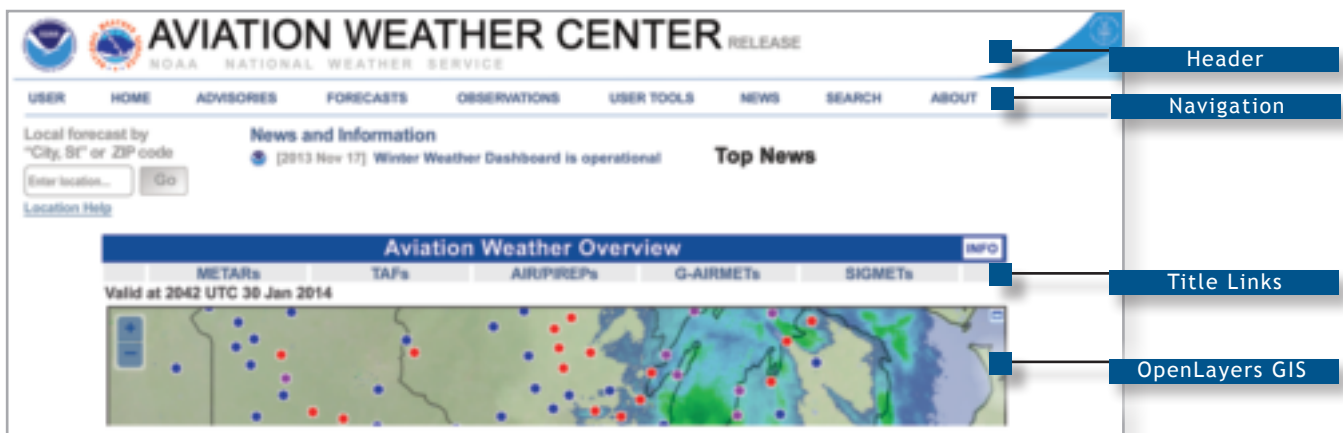 AVIATION WEATHER CENTER RELEASE
NOAA NATIONAL WEATHER SERVICE
Header
USER HOME ADVISORIES FORECASTS OBSERVATIONS USER TOOLS NEWS SEARCH ABOUT
Navigation
Local forecast by
"City, St" or ZIP code
Enter location... Go
Location Help
News and Information
[2013 Nov 17] Winter Weather Dashboard is operational
Top News
Aviation Weather Overview INFO
METARs TAFs AIR/PIREPs G-AIRMETs SIGMETs
Title Links
Valid at 2042 UTC 30 Jan 2014
+
−
OpenLayers GIS